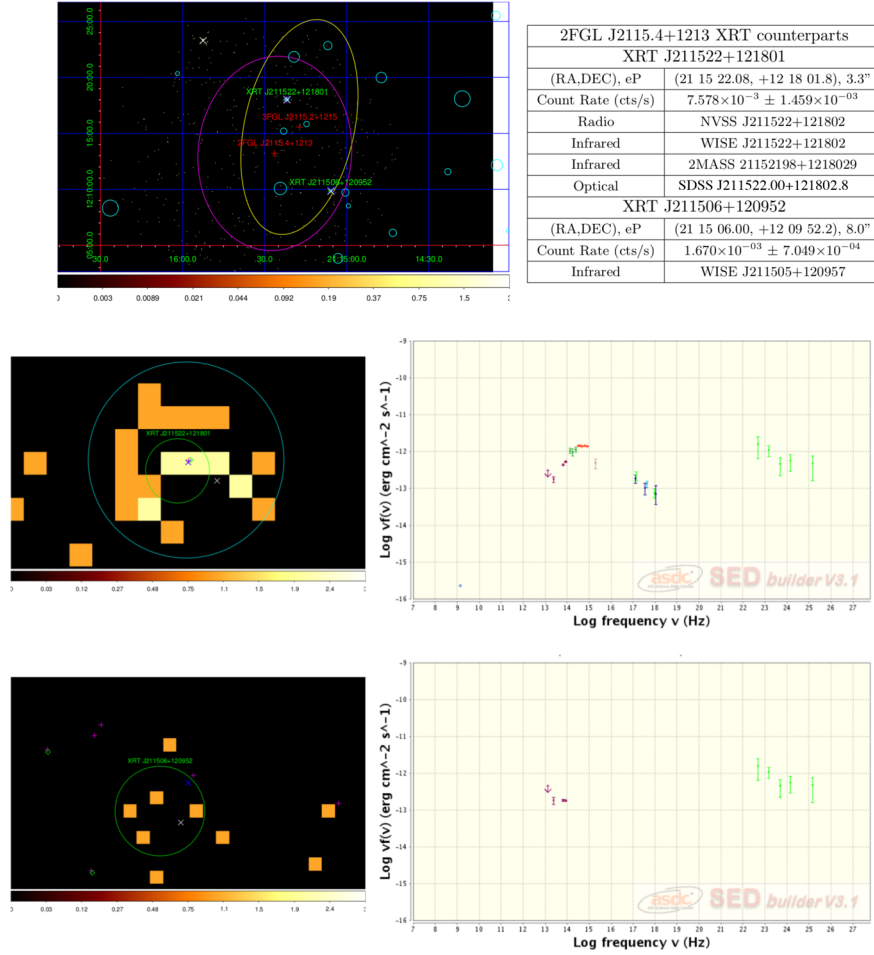 25:00.0
20:00.0
15:00.0
12:10:00.0
05:00.0
XRT J211522+121801
3FGL J2115.2+1215
2FGL J2115.4+1213
XRT J211506+120952
30.0 16:00.0 :30.0 :25:00.0 14:30.0
0.003 0.0089 0.021 0.044 0.092 0.19 0.37 0.75 1.5
2FGL J2115.4+1213 XRT counterparts
XRT J211522+121801
(RA,DEC), eP (21 15 22.08, +12 18 01.8), 3.3”
Count Rate (cts/s) 7.578×10⁻³ ± 1.459×10⁻⁰³
Radio NVSS J211522+121802
Infrared WISE J211522+121802
Infrared 2MASS 21152198+1218029
Optical SDSS J211522.00+121802.8
XRT J211506+120952
(RA,DEC), eP (21 15 06.00, +12 09 52.2), 8.0”
Count Rate (cts/s) 1.670×10⁻⁰³ ± 7.049×10⁻⁰⁴
Infrared WISE J211505+120957
XRT J211522+121801
0.03 0.12 0.27 0.48 0.75 1.1 1.5 1.9 2.4
Log νf(ν) (erg cm^-2 s^-1)
-9
-10
-11
-12
-13
-14
-15
-16
asdc SED builder V3.1
7 8 9 10 11 12 13 14 15 16 17 18 19 20 21 22 23 24 25 26 27
Log frequency ν (Hz)
XRT J211506+120952
0.03 0.12 0.27 0.48 0.75 1.1 1.5 1.9 2.4
Log νf(ν) (erg cm^-2 s^-1)
-9
-10
-11
-12
-13
-14
-15
-16
asdc SED builder V3.1
7 8 9 10 11 12 13 14 15 16 17 18 19 20 21 22 23 24 25 26 27
Log frequency ν (Hz)